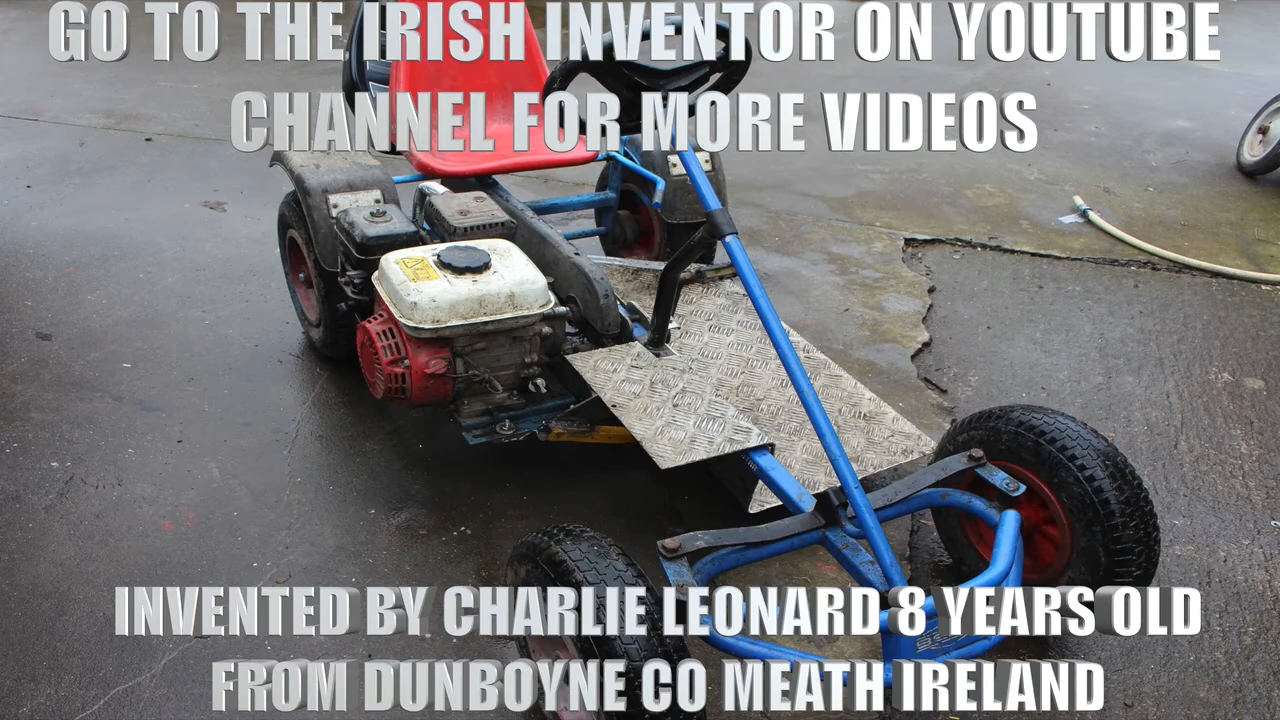 GO TO THE IRISH INVENTOR ON YOUTUBE
CHANNEL FOR MORE VIDEOS
INVENTED BY CHARLIE LEONARD 8 YEARS OLD
FROM DUNBOYNE CO MEATH IRELAND